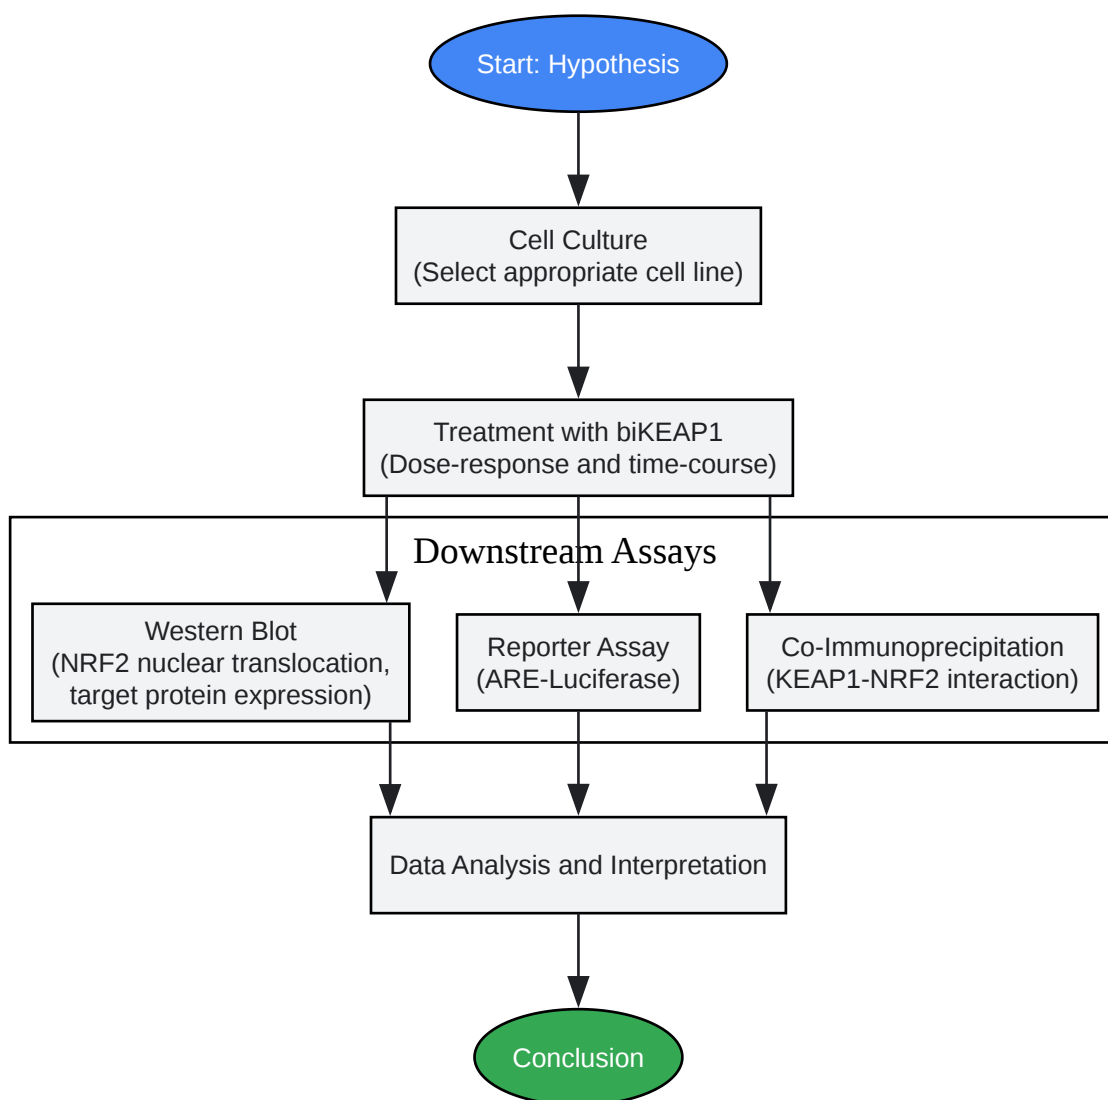 Start: Hypothesis
Cell Culture
(Select appropriate cell line)
Treatment with biKEAP1
(Dose-response and time-course)
Downstream Assays
Western Blot
(NRF2 nuclear translocation,
target protein expression)
Reporter Assay
(ARE-Luciferase)
Co-Immunoprecipitation
(KEAP1-NRF2 interaction)
Data Analysis and Interpretation
Conclusion